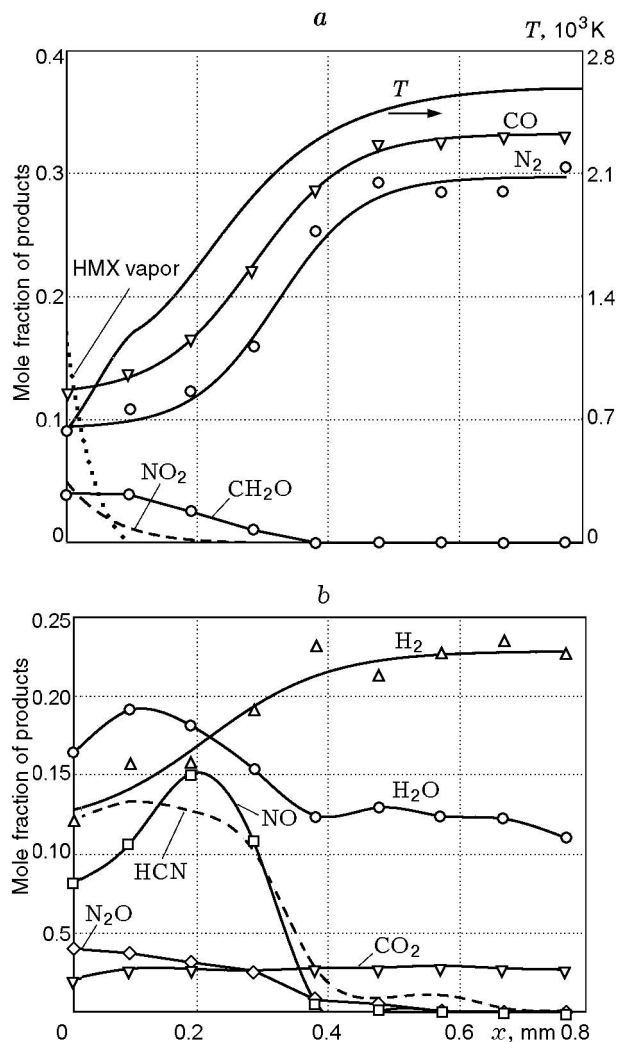 a
T, 10³K
0.4
2.8
T
CO
N₂
0.3
2.1
Mole fraction of products
HMX vapor
0.2
1.4
0.1
0.7
NO₂
CH₂O
0
0
b
0.25
H₂
0.20
Mole fraction of products
0.15
H₂O
NO
HCN
0.10
N₂O
CO₂
0.5
0
0.2
0.4
0.6
x, mm
0.8